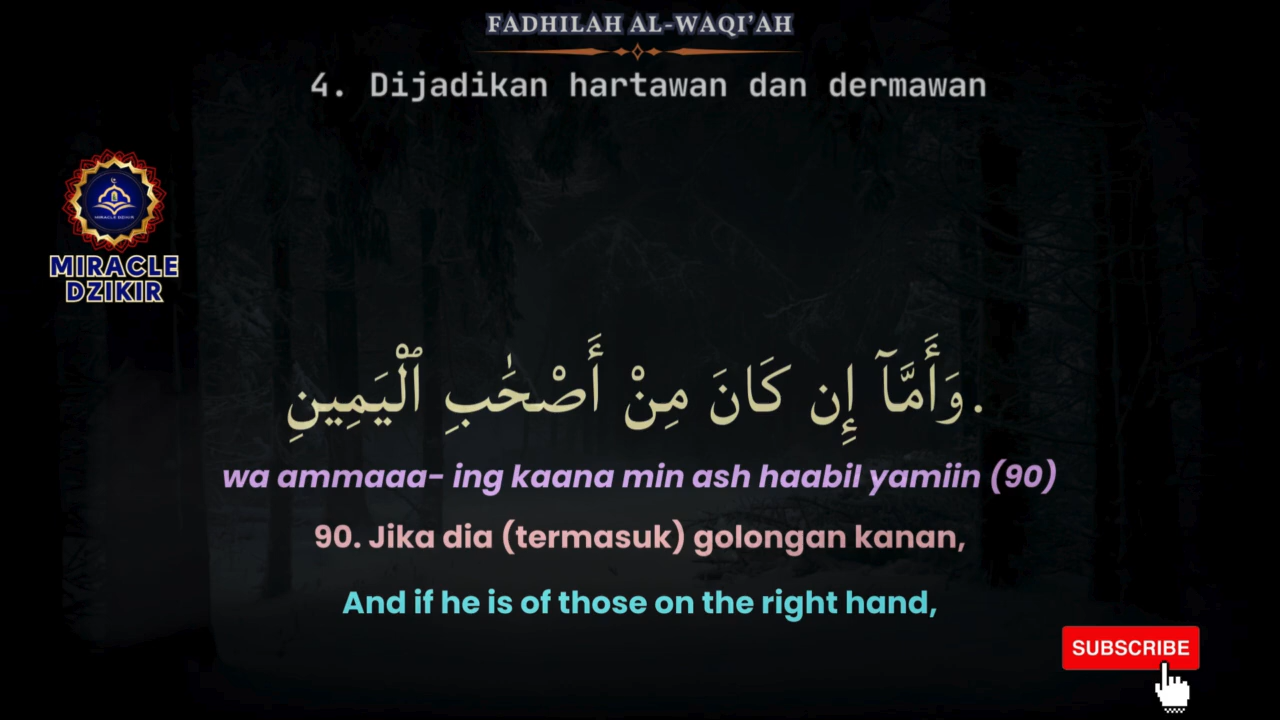 FADHILAH AL-WAQI'AH
4. Dijadikan hartawan dan dermawan
MIRACLE
DZIKIR
وَأَمَّآ إِن كَانَ مِنْ أَصْحَٰبِ ٱلْيَمِينِ.
wa ammaaa- ing kaana min ash haabil yamiin (90)
90. Jika dia (termasuk) golongan kanan,
And if he is of those on the right hand,
SUBSCRIBE